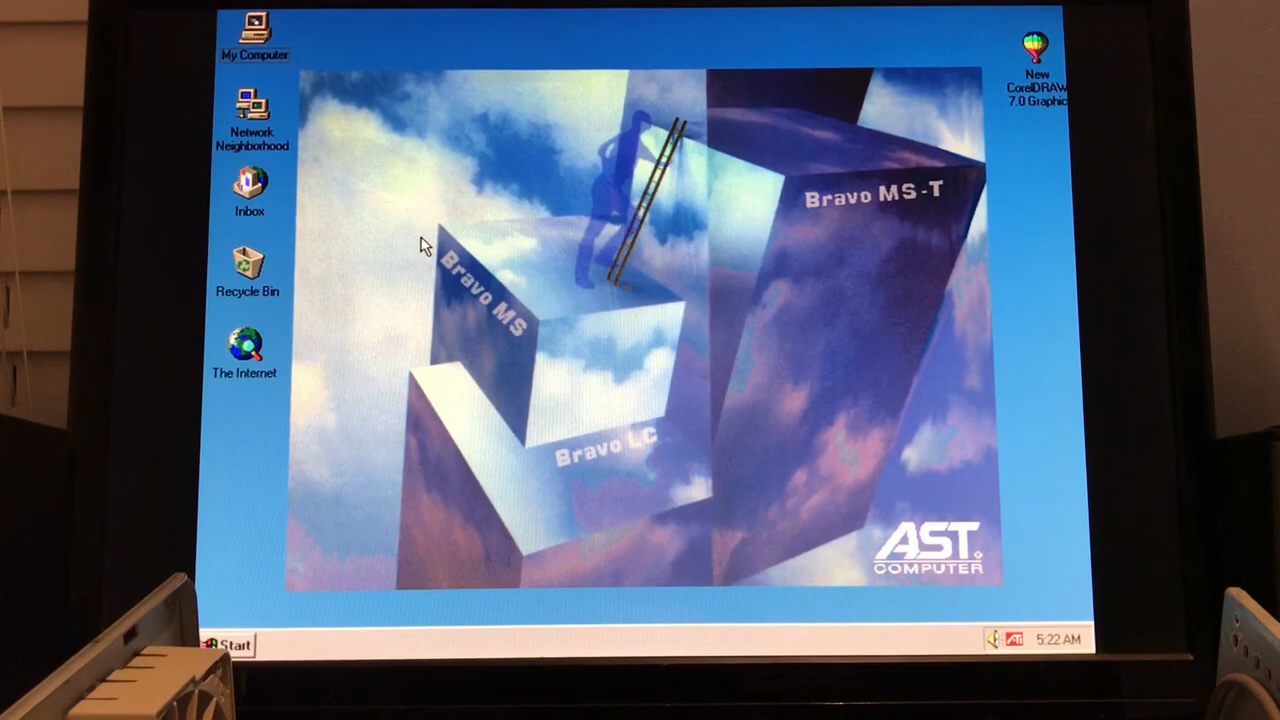 My Computer
Network
Neighborhood
Inbox
Recycle Bin
The Internet
New
CorelDRAW
7.0 Graphic
Bravo MS-T
Bravo MS
Bravo LC
AST
COMPUTER
Start
ATI
5:22 AM